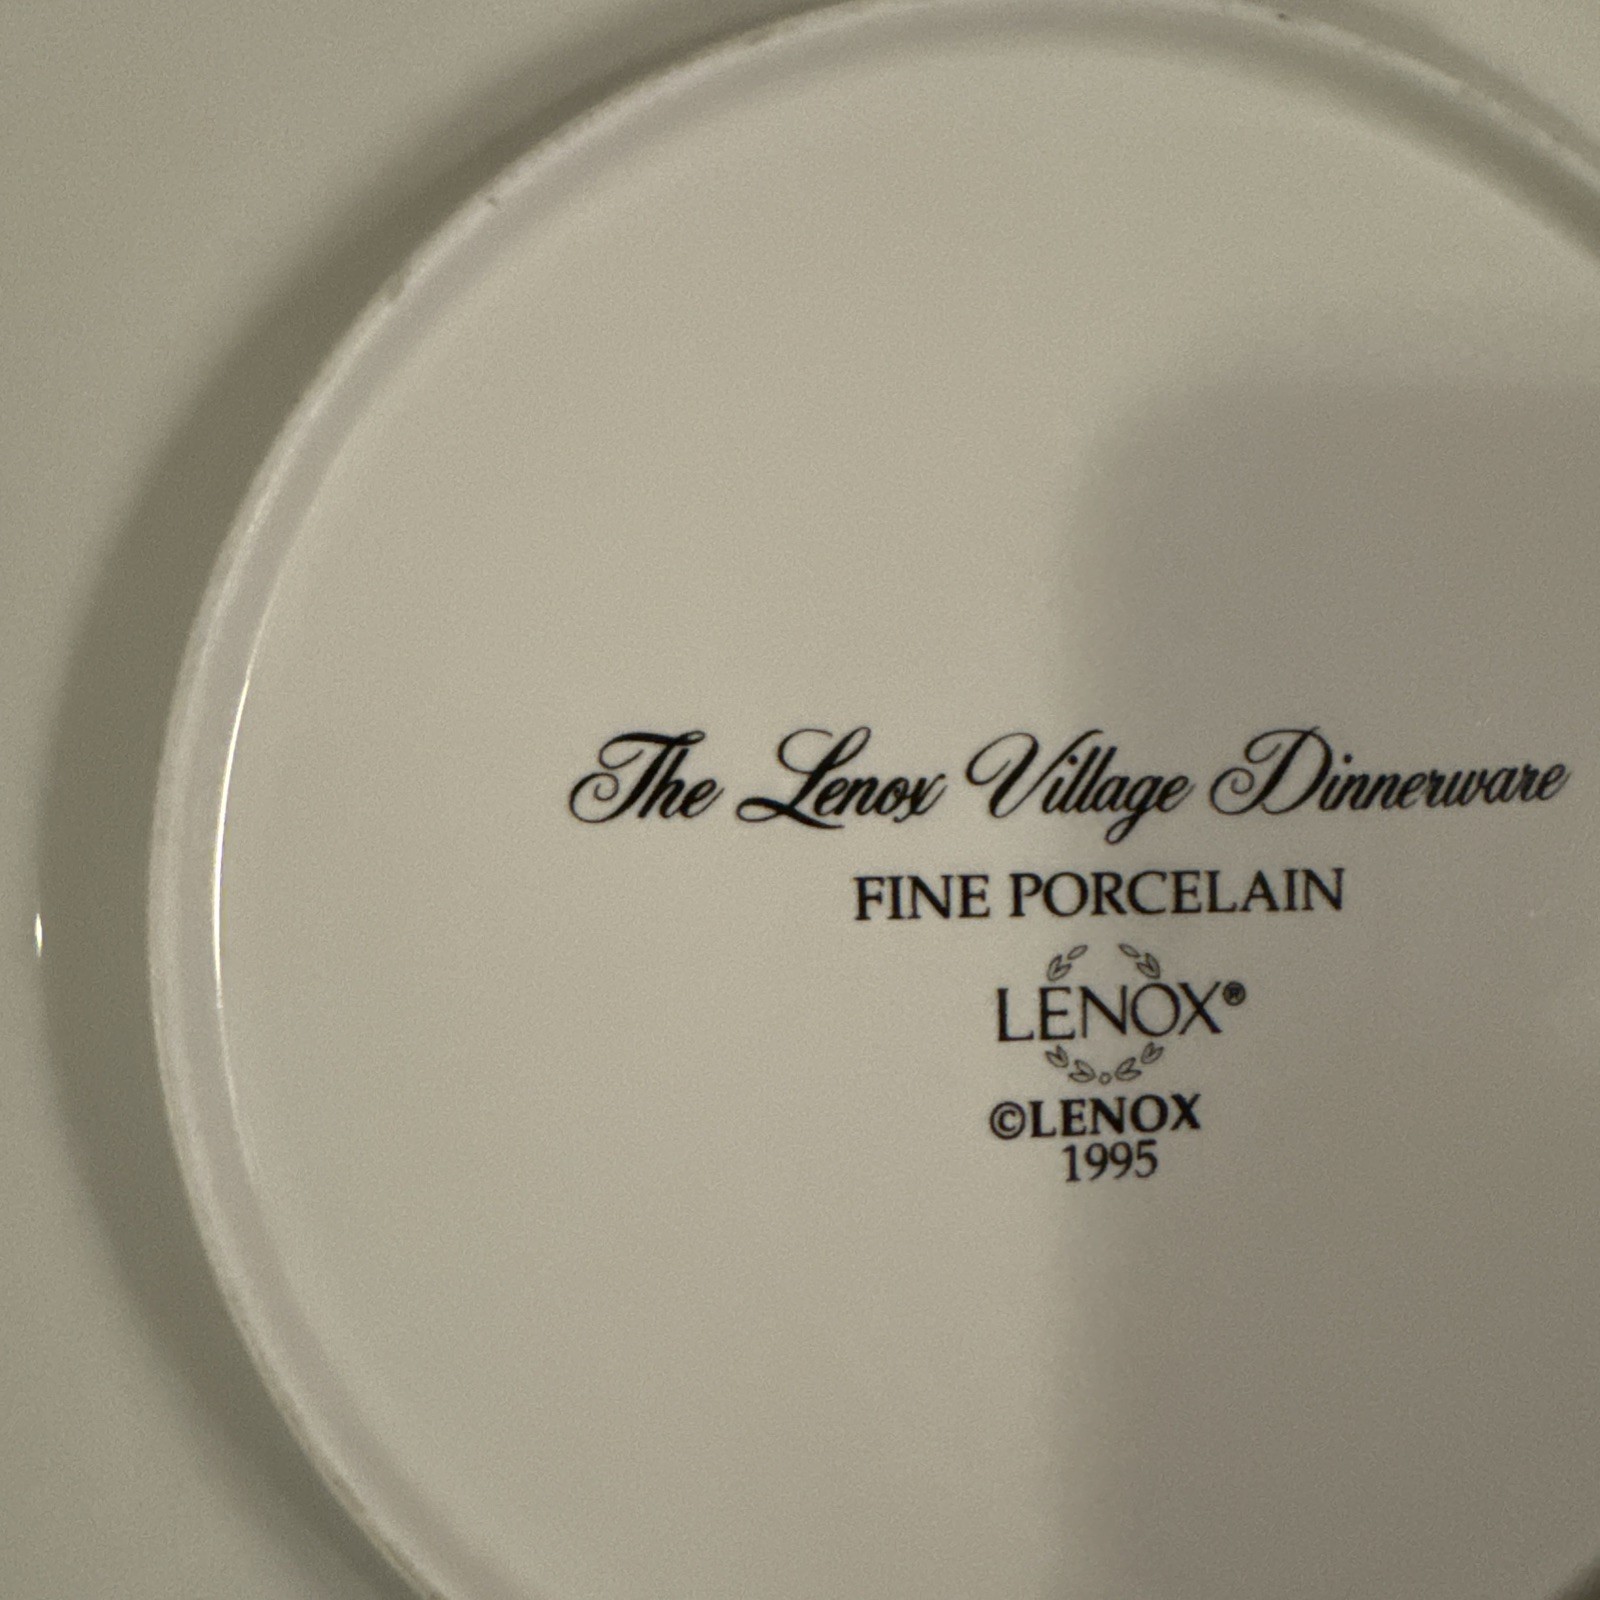 The Lenox Village Dinnerware
FINE PORCELAIN
LENOX®
©LENOX
1995